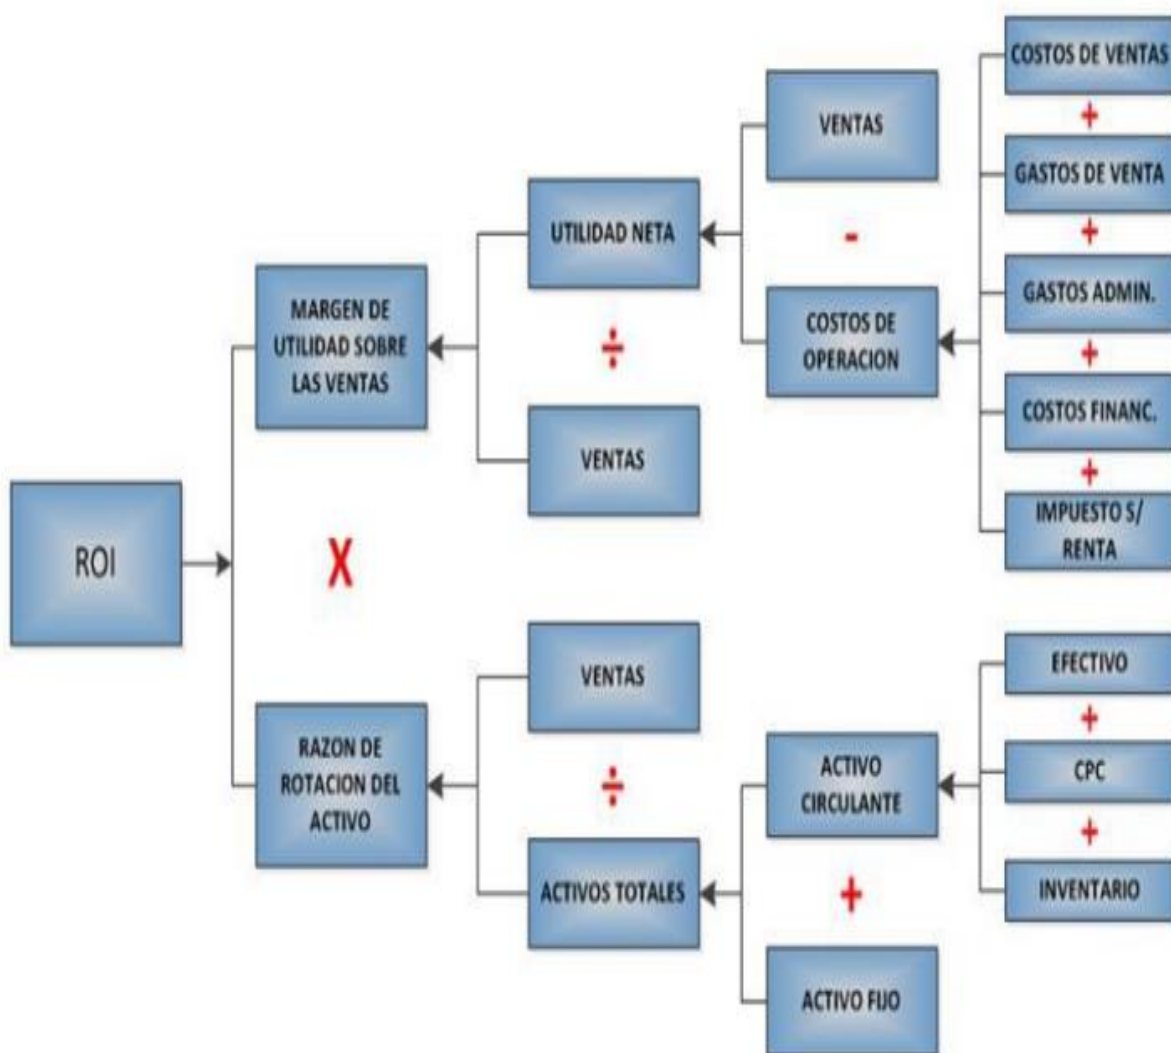 ROI
MARGEN DE
UTILIDAD SOBRE
LAS VENTAS
X
RAZON DE
ROTACION DEL
ACTIVO
UTILIDAD NETA
÷
VENTAS
VENTAS
÷
ACTIVOS TOTALES
VENTAS
-
COSTOS DE
OPERACION
ACTIVO
CIRCULANTE
+
ACTIVO FIJO
COSTOS DE VENTAS
+
GASTOS DE VENTA
+
GASTOS ADMIN.
+
COSTOS FINANC.
+
IMPUESTO S/
RENTA
EFECTIVO
+
CPC
+
INVENTARIO